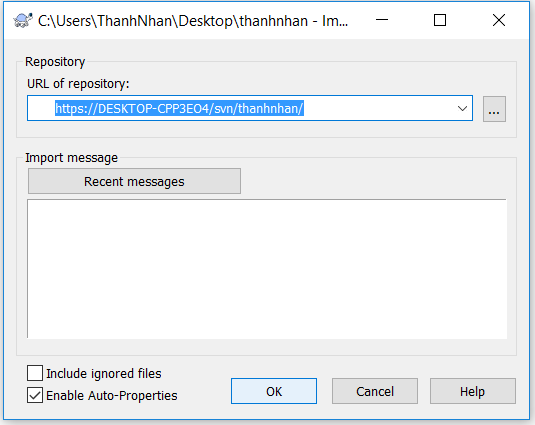 C:\Users\ThanhNhan\Desktop\thanhnhan - Im...
Repository
URL of repository:
https://DESKTOP-CPP3EO4/svn/thanhnhan/
...
Import message
Recent messages
Include ignored files
Enable Auto-Properties
OK
Cancel
Help